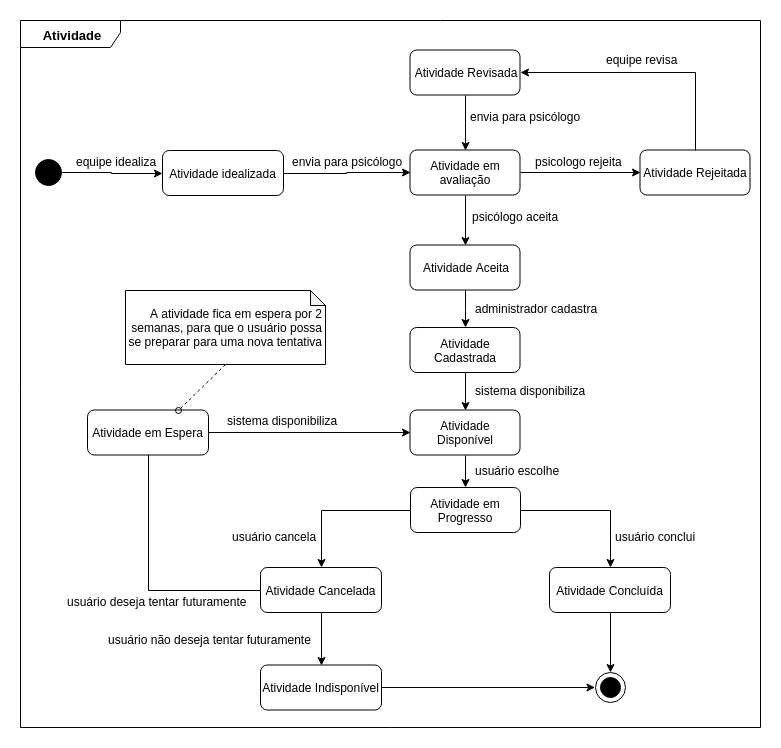 Atividade
Atividade Revisada
equipe revisa
envia para psicólogo
equipe idealiza
Atividade idealizada
envia para psicólogo
Atividade em
avaliação
psicologo rejeita
Atividade Rejeitada
psicólogo aceita
Atividade Aceita
administrador cadastra
A atividade fica em espera por 2
semanas, para que o usuário possa
se preparar para uma nova tentativa
Atividade
Cadastrada
sistema disponibiliza
Atividade em Espera
sistema disponibiliza
Atividade
Disponível
usuário escolhe
Atividade em
Progresso
usuário cancela
usuário conclui
Atividade Cancelada
Atividade Concluída
usuário deseja tentar futuramente
usuário não deseja tentar futuramente
Atividade Indisponível